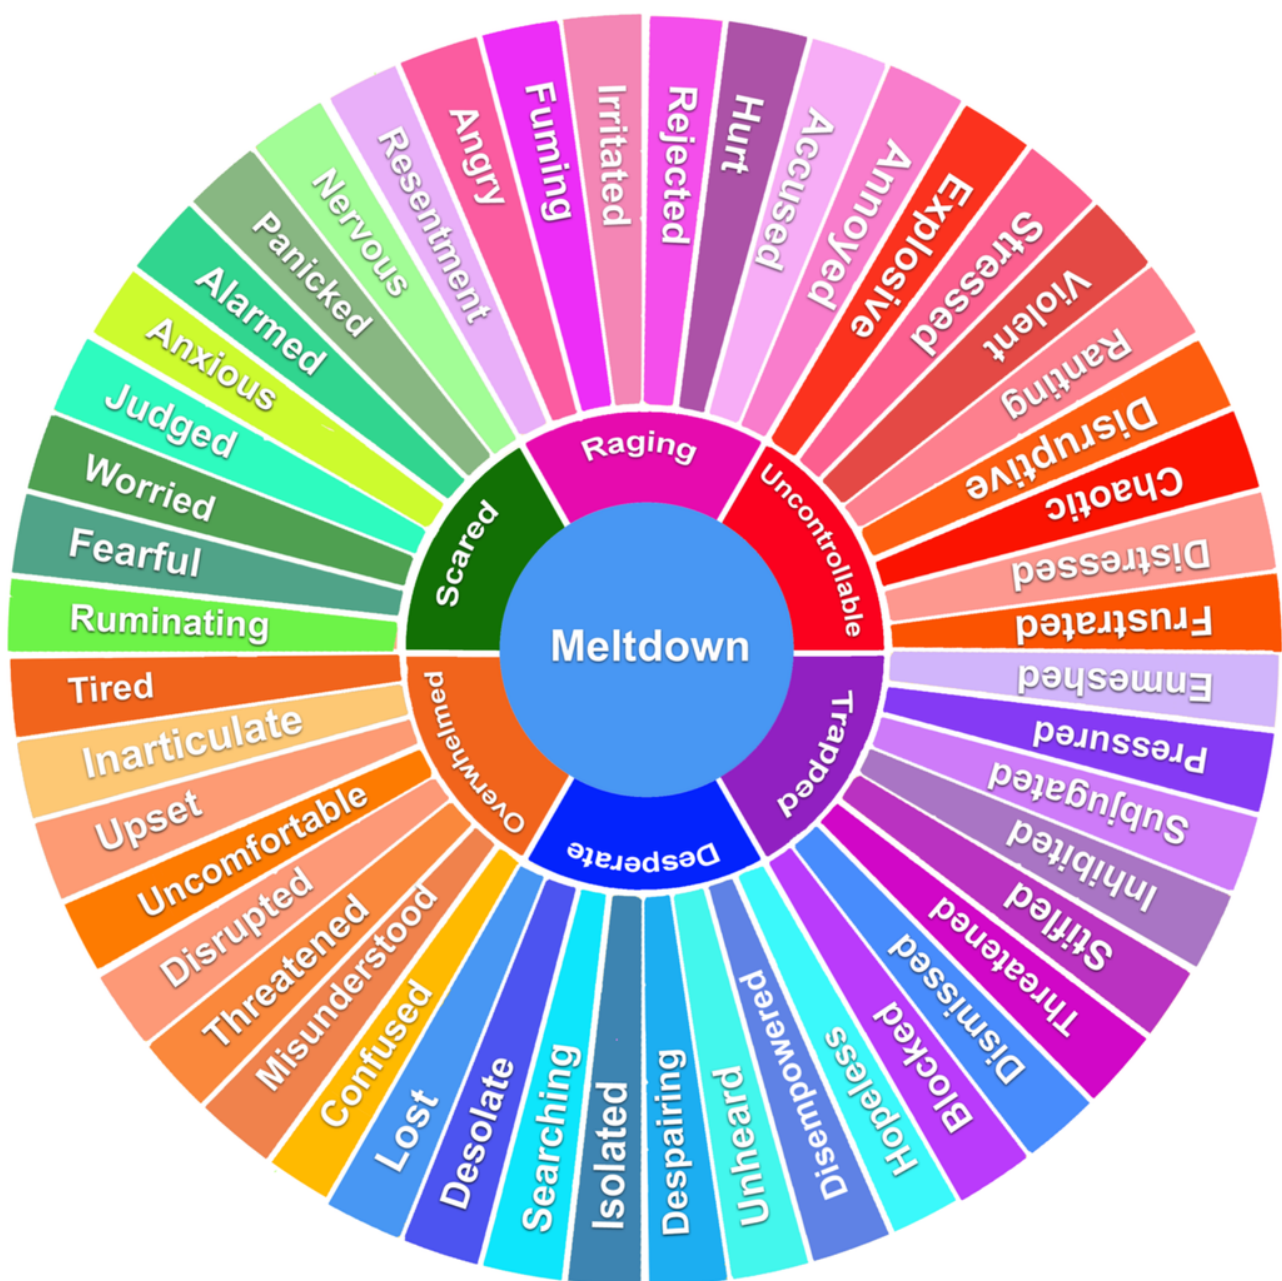 Meltdown
Raging
Uncontrollable
Trapped
Desperate
Overwhelmed
Scared
Resentment
Angry
Fuming
Irritated
Rejected
Hurt
Accused
Annoyed
Explosive
Stressed
Violent
Ranting
Disruptive
Chaotic
Distressed
Frustrated
Enmeshed
Pressured
Subjugated
Inhibited
Stifled
Threatened
Dismissed
Blocked
Hopeless
Disempowered
Unheard
Despairing
Isolated
Searching
Desolate
Lost
Confused
Misunderstood
Threatened
Disrupted
Uncomfortable
Upset
Inarticulate
Tired
Ruminating
Fearful
Worried
Judged
Anxious
Alarmed
Panicked
Nervous